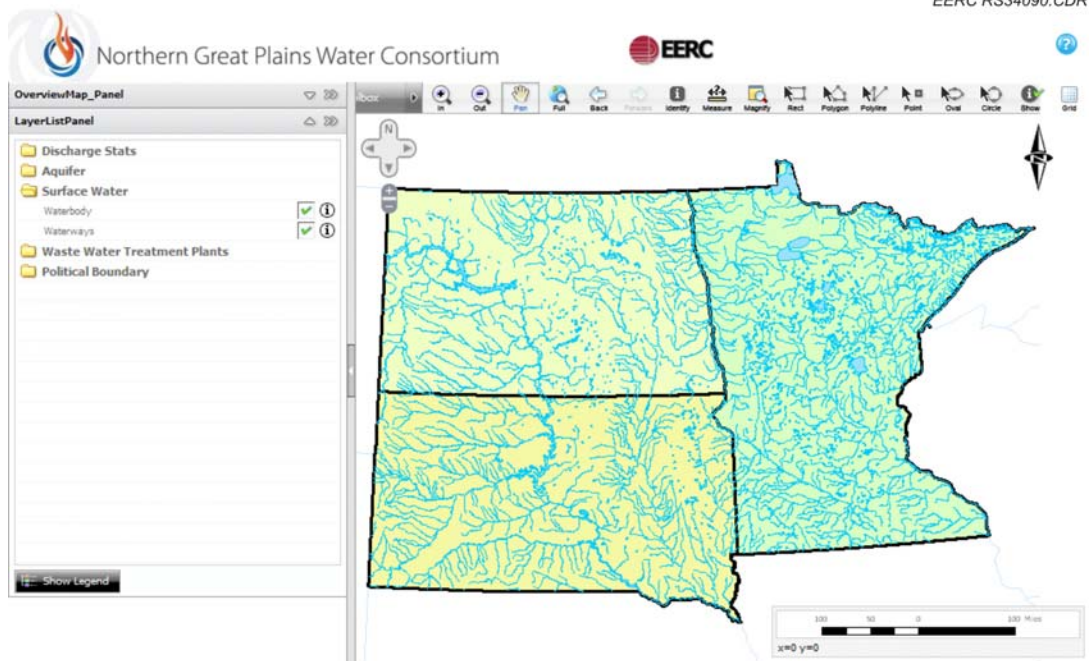 EERC RS34090.CDR
Northern Great Plains Water Consortium
EERC
?
OverviewMap_Panel
LayerListPanel
Discharge Stats
Aquifer
Surface Water
Waterbody
Waterways
Waste Water Treatment Plants
Political Boundary
Show Legend
In Out Pan Full Back Forward Identify Measure Magnify Rect Polygon Polyline Point Oval Circle Show Grid
N
N
100 50 0 100 Miles
x=0 y=0